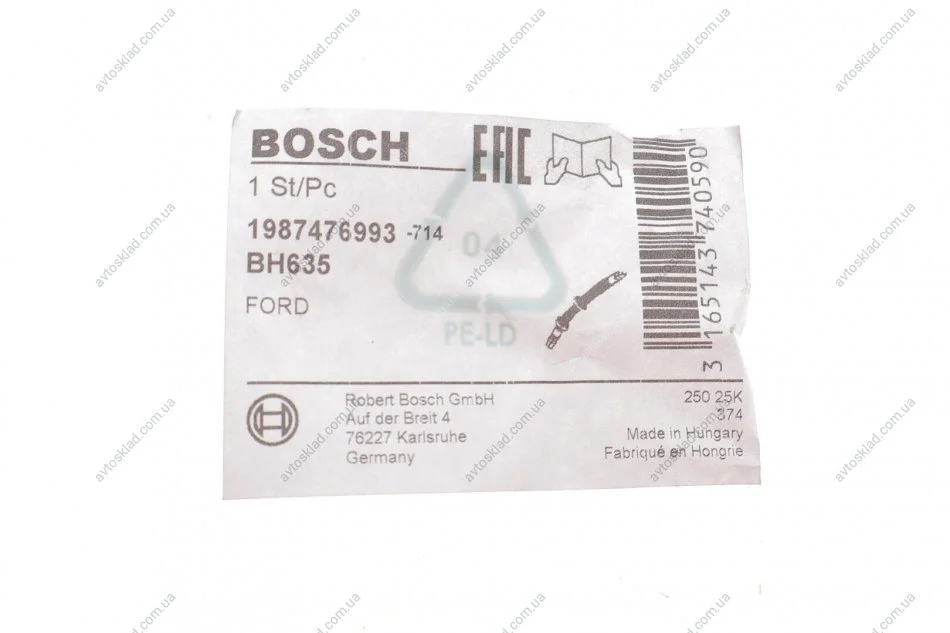 BOSCH
EAC
1 St/Pc
1987476993 -714
BH635
FORD
04
PE-LD
3 165143 740590
Robert Bosch GmbH
Auf der Breit 4
76227 Karlsruhe
Germany
250 25K
374
Made in Hungary
Fabriqué en Hongrie
avtosklad.com.ua